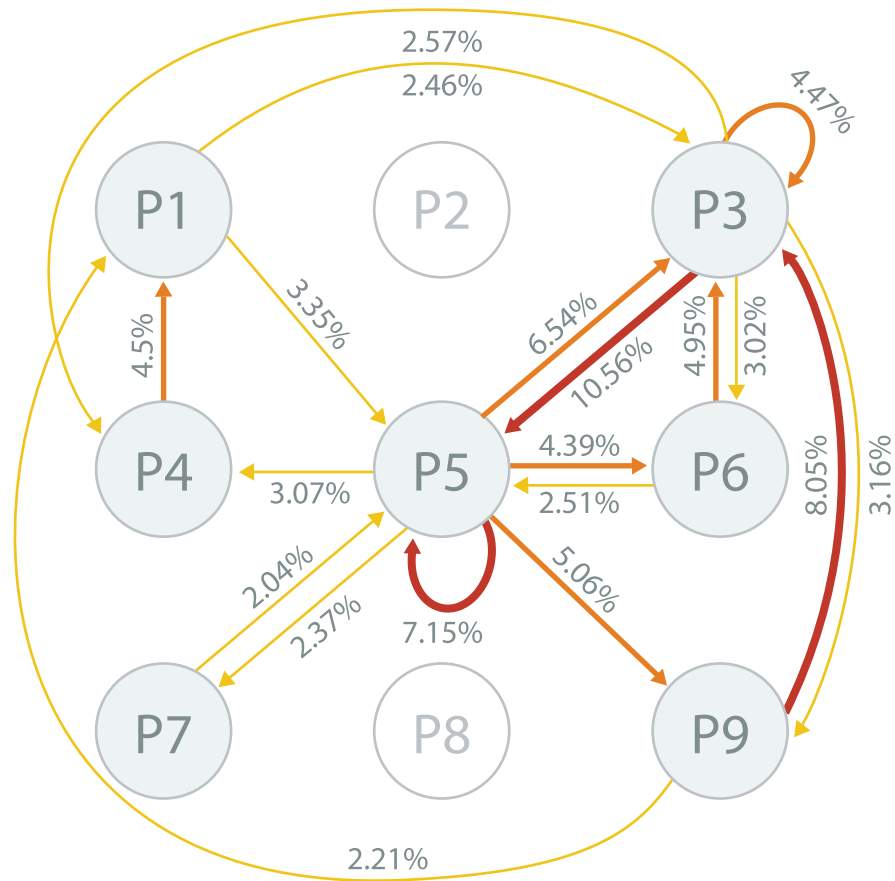 2.57%
2.46%
4.47%
P1
P2
P3
3.35%
4.5%
6.54%
10.56%
4.95%
3.02%
P4
P5
P6
4.39%
2.51%
3.07%
8.05%
3.16%
2.04%
2.37%
5.06%
7.15%
P7
P8
P9
2.21%